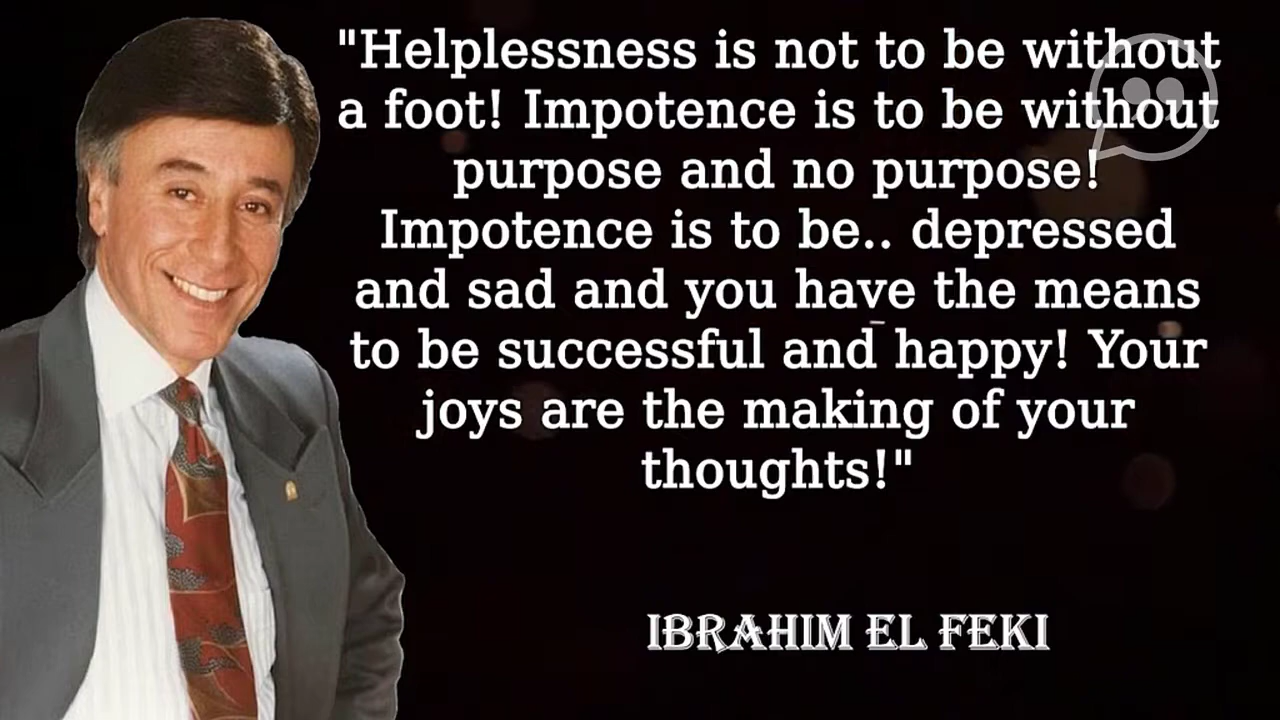 "Helplessness is not to be without
a foot! Impotence is to be without
purpose and no purpose!
Impotence is to be.. depressed
and sad and you have the means
to be successful and happy! Your
joys are the making of your
thoughts!"
IBRAHIM EL FEKI